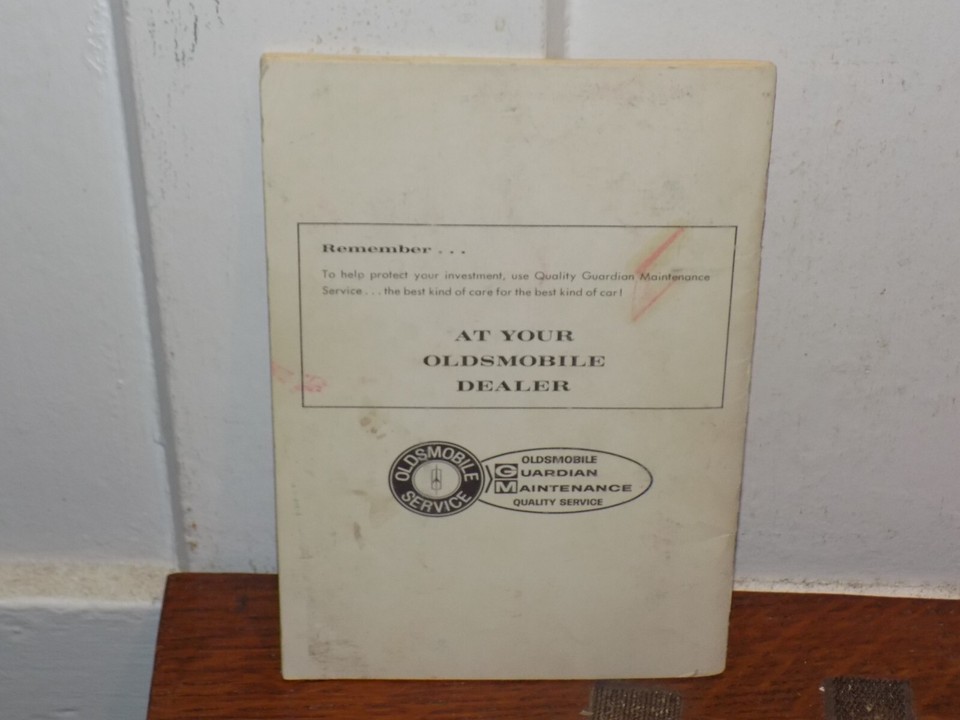 Remember . . .
To help protect your investment, use Quality Guardian Maintenance
Service . . . the best kind of care for the best kind of car!
AT YOUR
OLDSMOBILE
DEALER
OLDSMOBILE
SERVICE
OLDSMOBILE
GUARDIAN
MAINTENANCE
QUALITY SERVICE